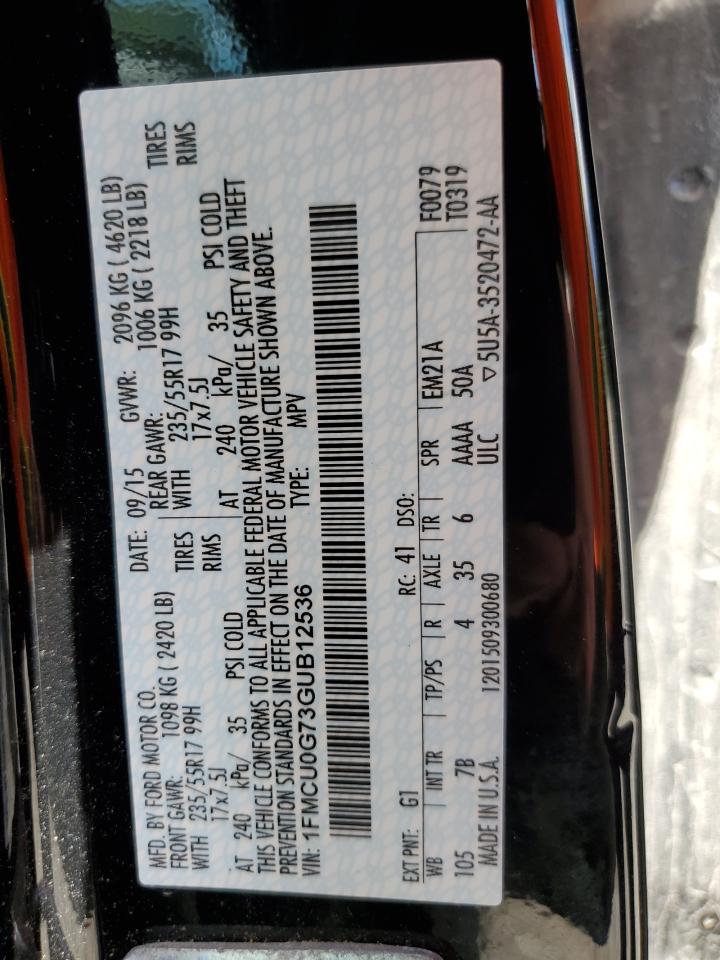 MFD. BY FORD MOTOR CO.
DATE: 09/15 GVWR: 2096 KG ( 4620 LB)
FRONT GAWR: 1098 KG ( 2420 LB)
REAR GAWR: 1006 KG ( 2218 LB)
WITH 235/55R17 99H TIRES WITH 235/55R17 99H TIRES
17x7.5J RIMS 17x7.5J RIMS
AT 240 kPa/ 35 PSI COLD AT 240 kPa/ 35 PSI COLD
THIS VEHICLE CONFORMS TO ALL APPLICABLE FEDERAL MOTOR VEHICLE SAFETY AND THEFT
PREVENTION STANDARDS IN EFFECT ON THE DATE OF MANUFACTURE SHOWN ABOVE.
VIN: 1FMCU0G73GUB12536 TYPE: MPV
EXT PNT: G1 RC: 41 DSO: F0079
WB INT TR TP/PS R AXLE TR SPR EM21A T0319
105 7B 4 35 6 AAAA 50A
MADE IN U.S.A. 1201509300680 ULC ▽5U5A-3520472-AA